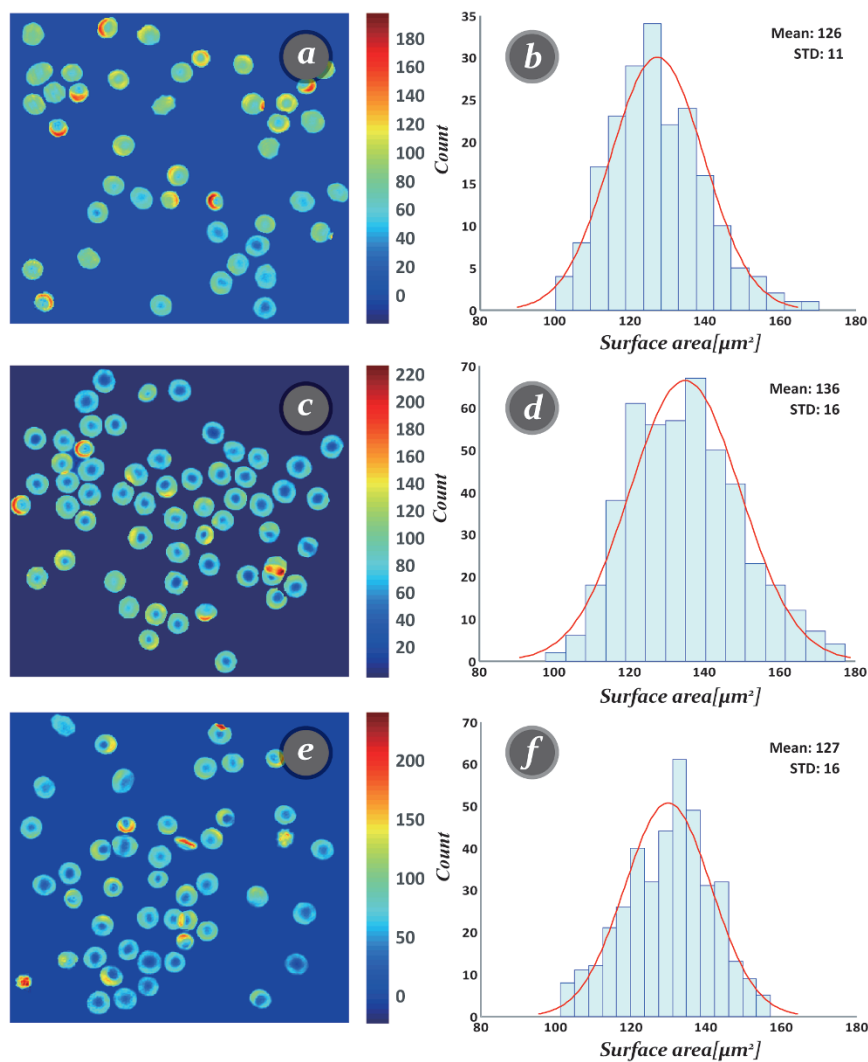 a
180
160
140
120
100
80
60
40
20
0
b
Mean: 126
STD: 11
Count
35
30
25
20
15
10
5
0
80 100 120 140 160 180
Surface area[µm²]
c
220
200
180
160
140
120
100
80
60
40
20
d
Mean: 136
STD: 16
Count
70
60
50
40
30
20
10
0
80 100 120 140 160 180
Surface area[µm²]
e
200
150
100
50
0
f
Mean: 127
STD: 16
Count
70
60
50
40
30
20
10
0
80 100 120 140 160 180
Surface area[µm²]